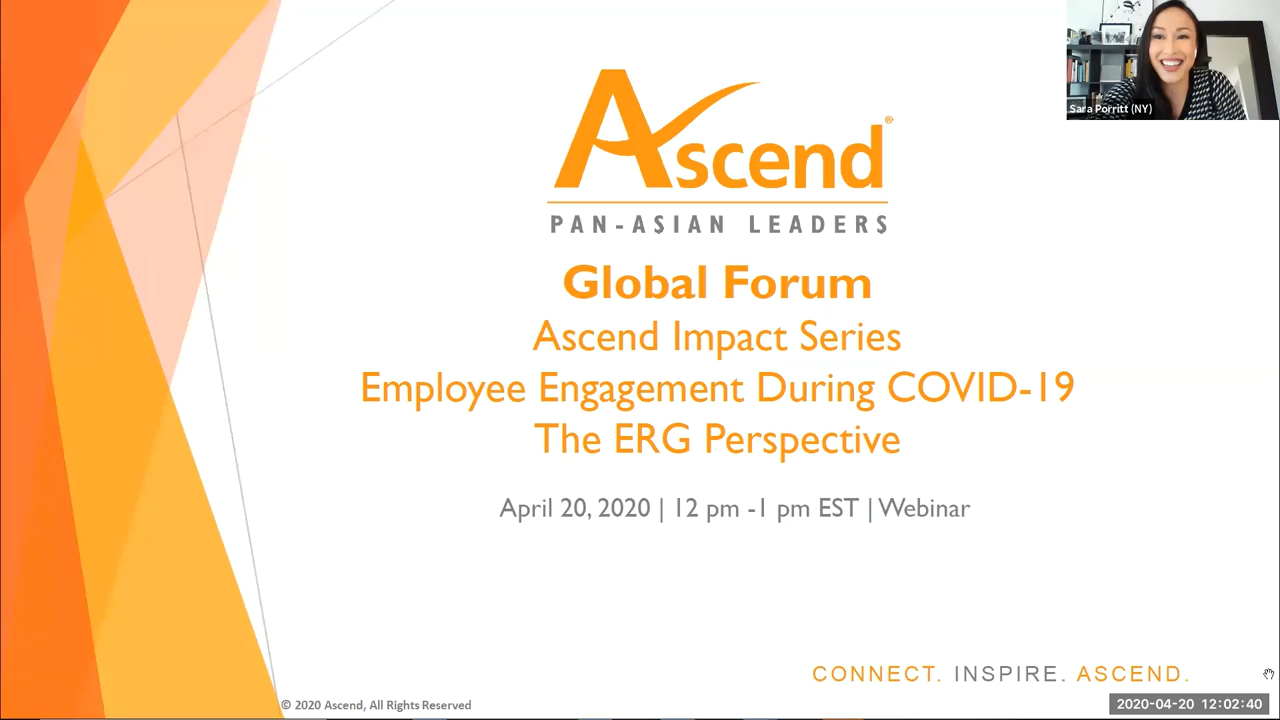 Ascend®
PAN-ASIAN LEADERS
Global Forum
Ascend Impact Series
Employee Engagement During COVID-19
The ERG Perspective
April 20, 2020 | 12 pm -1 pm EST | Webinar
Sara Porritt (NY)
CONNECT. INSPIRE. ASCEND.
© 2020 Ascend, All Rights Reserved
2020-04-20 12:02:40